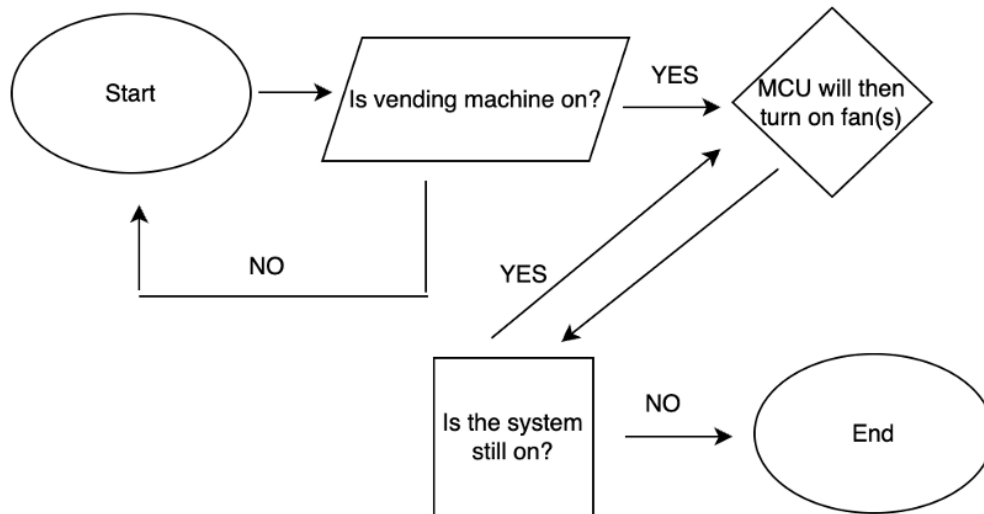 Start
Is vending machine on?
YES
MCU will then
turn on fan(s)
NO
YES
Is the system
still on?
NO
End